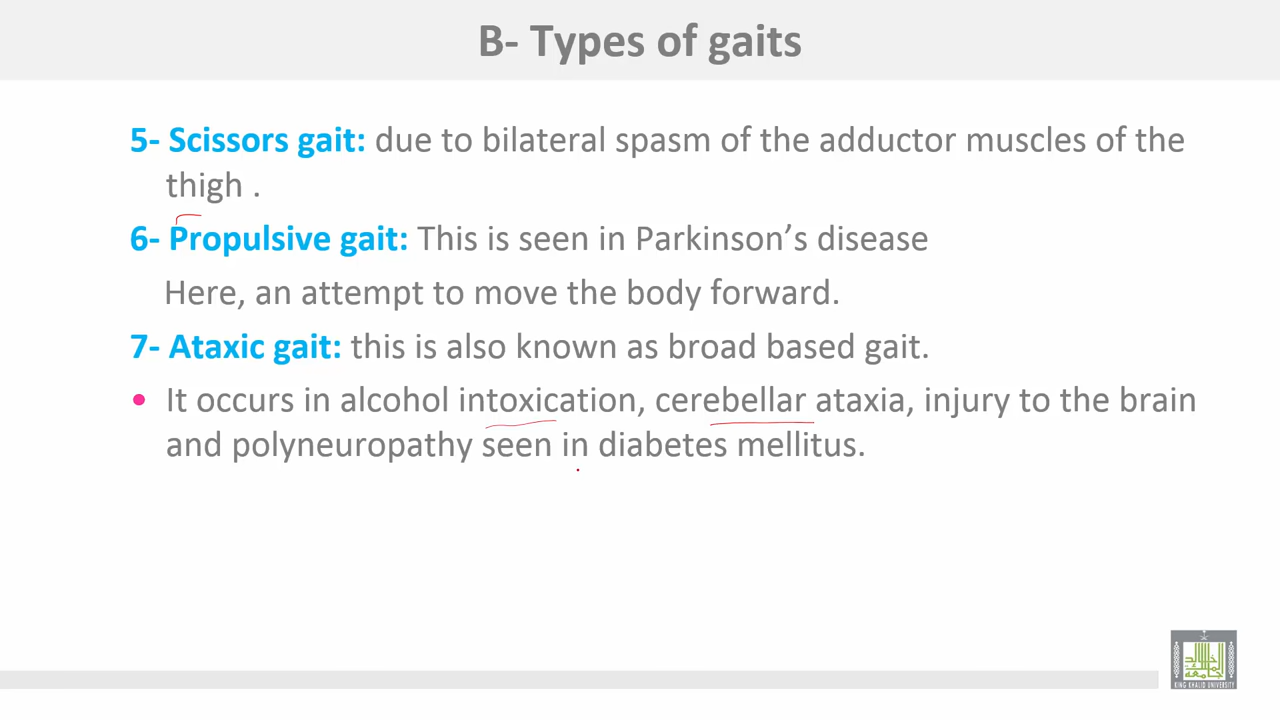 B- Types of gaits
5- Scissors gait: due to bilateral spasm of the adductor muscles of the
thigh .
6- Propulsive gait: This is seen in Parkinson’s disease
Here, an attempt to move the body forward.
7- Ataxic gait: this is also known as broad based gait.
• It occurs in alcohol intoxication, cerebellar ataxia, injury to the brain
and polyneuropathy seen in diabetes mellitus.
KING KHALID UNIVERSITY